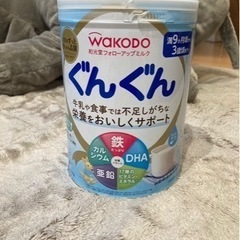 WAKODO
和光堂フォローアップミルク
満9か月頃から
3歳頃まで
ぐんぐん
牛乳や食事では不足しがちな
栄養をおいしくサポート
鉄
カルシウム
DHA
亜鉛